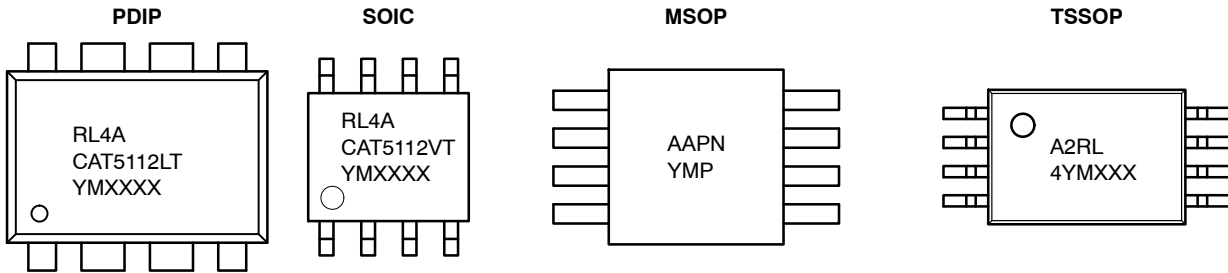 PDIP
SOIC
MSOP
TSSOP
RL4A
CAT5112LT
YMXXXX
RL4A
CAT5112VT
YMXXXX
AAPN
YMP
A2RL
4YMXXX